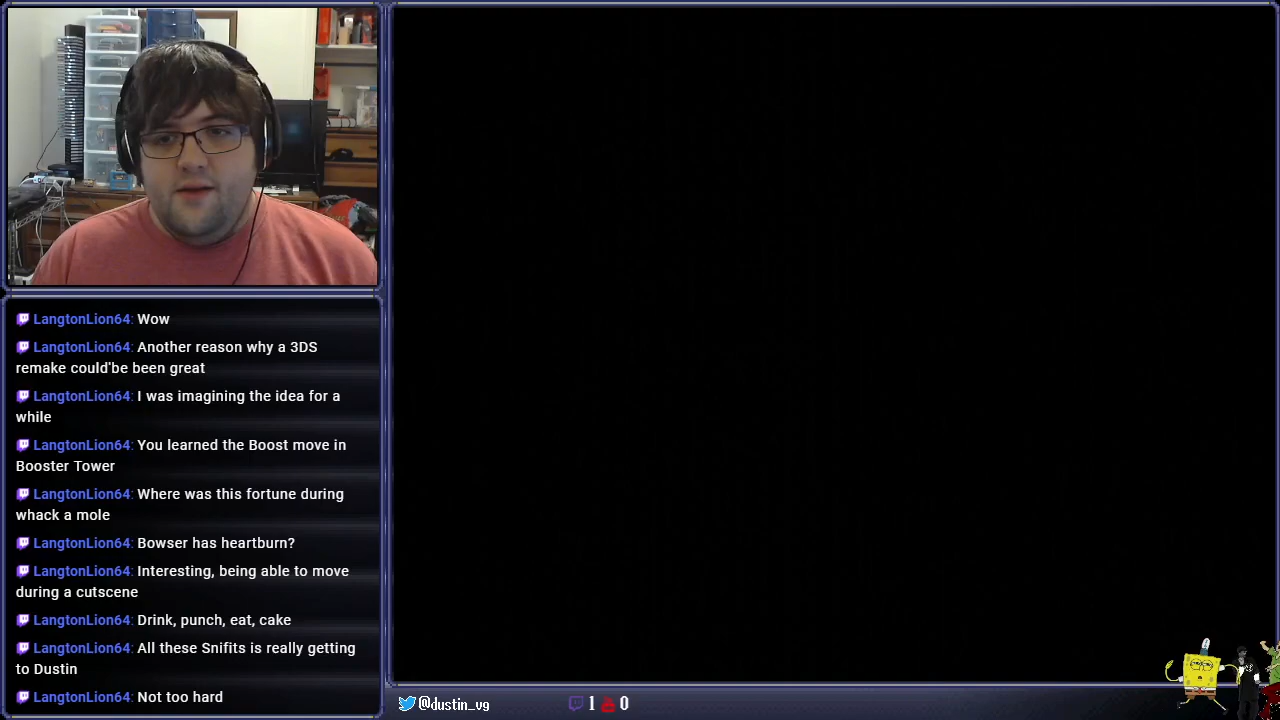 LangtonLion64: Wow
LangtonLion64: Another reason why a 3DS
remake could'be been great
LangtonLion64: I was imagining the idea for a
while
LangtonLion64: You learned the Boost move in
Booster Tower
LangtonLion64: Where was this fortune during
whack a mole
LangtonLion64: Bowser has heartburn?
LangtonLion64: Interesting, being able to move
during a cutscene
LangtonLion64: Drink, punch, eat, cake
LangtonLion64: All these Snifits is really getting
to Dustin
LangtonLion64: Not too hard
@dustin_vg 1 0